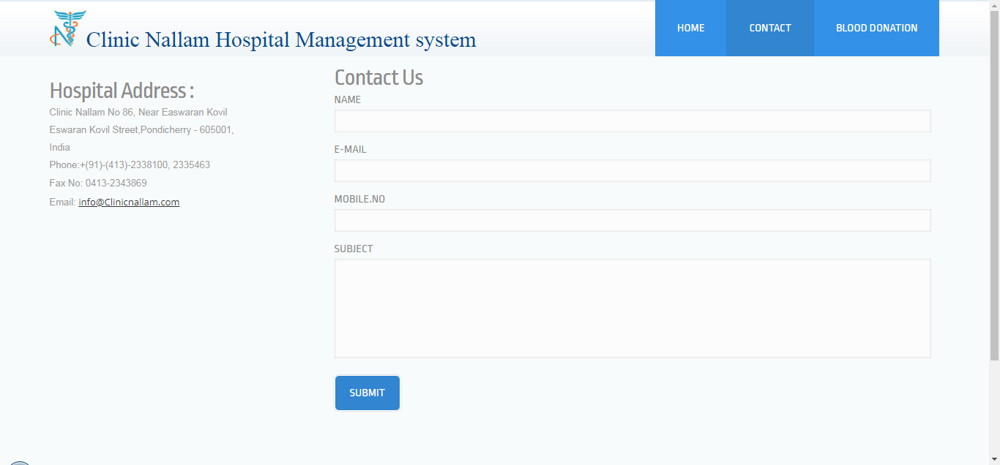 Clinic Nallam Hospital Management system
HOME
CONTACT
BLOOD DONATION
Hospital Address :
Clinic Nallam No 86, Near Easwaran Kovil
Eswaran Kovil Street,Pondicherry - 605001,
India
Phone:+(91)-(413)-2338100, 2335463
Fax No: 0413-2343869
Email: info@Clinicnallam.com
Contact Us
NAME
E-MAIL
MOBILE.NO
SUBJECT
SUBMIT